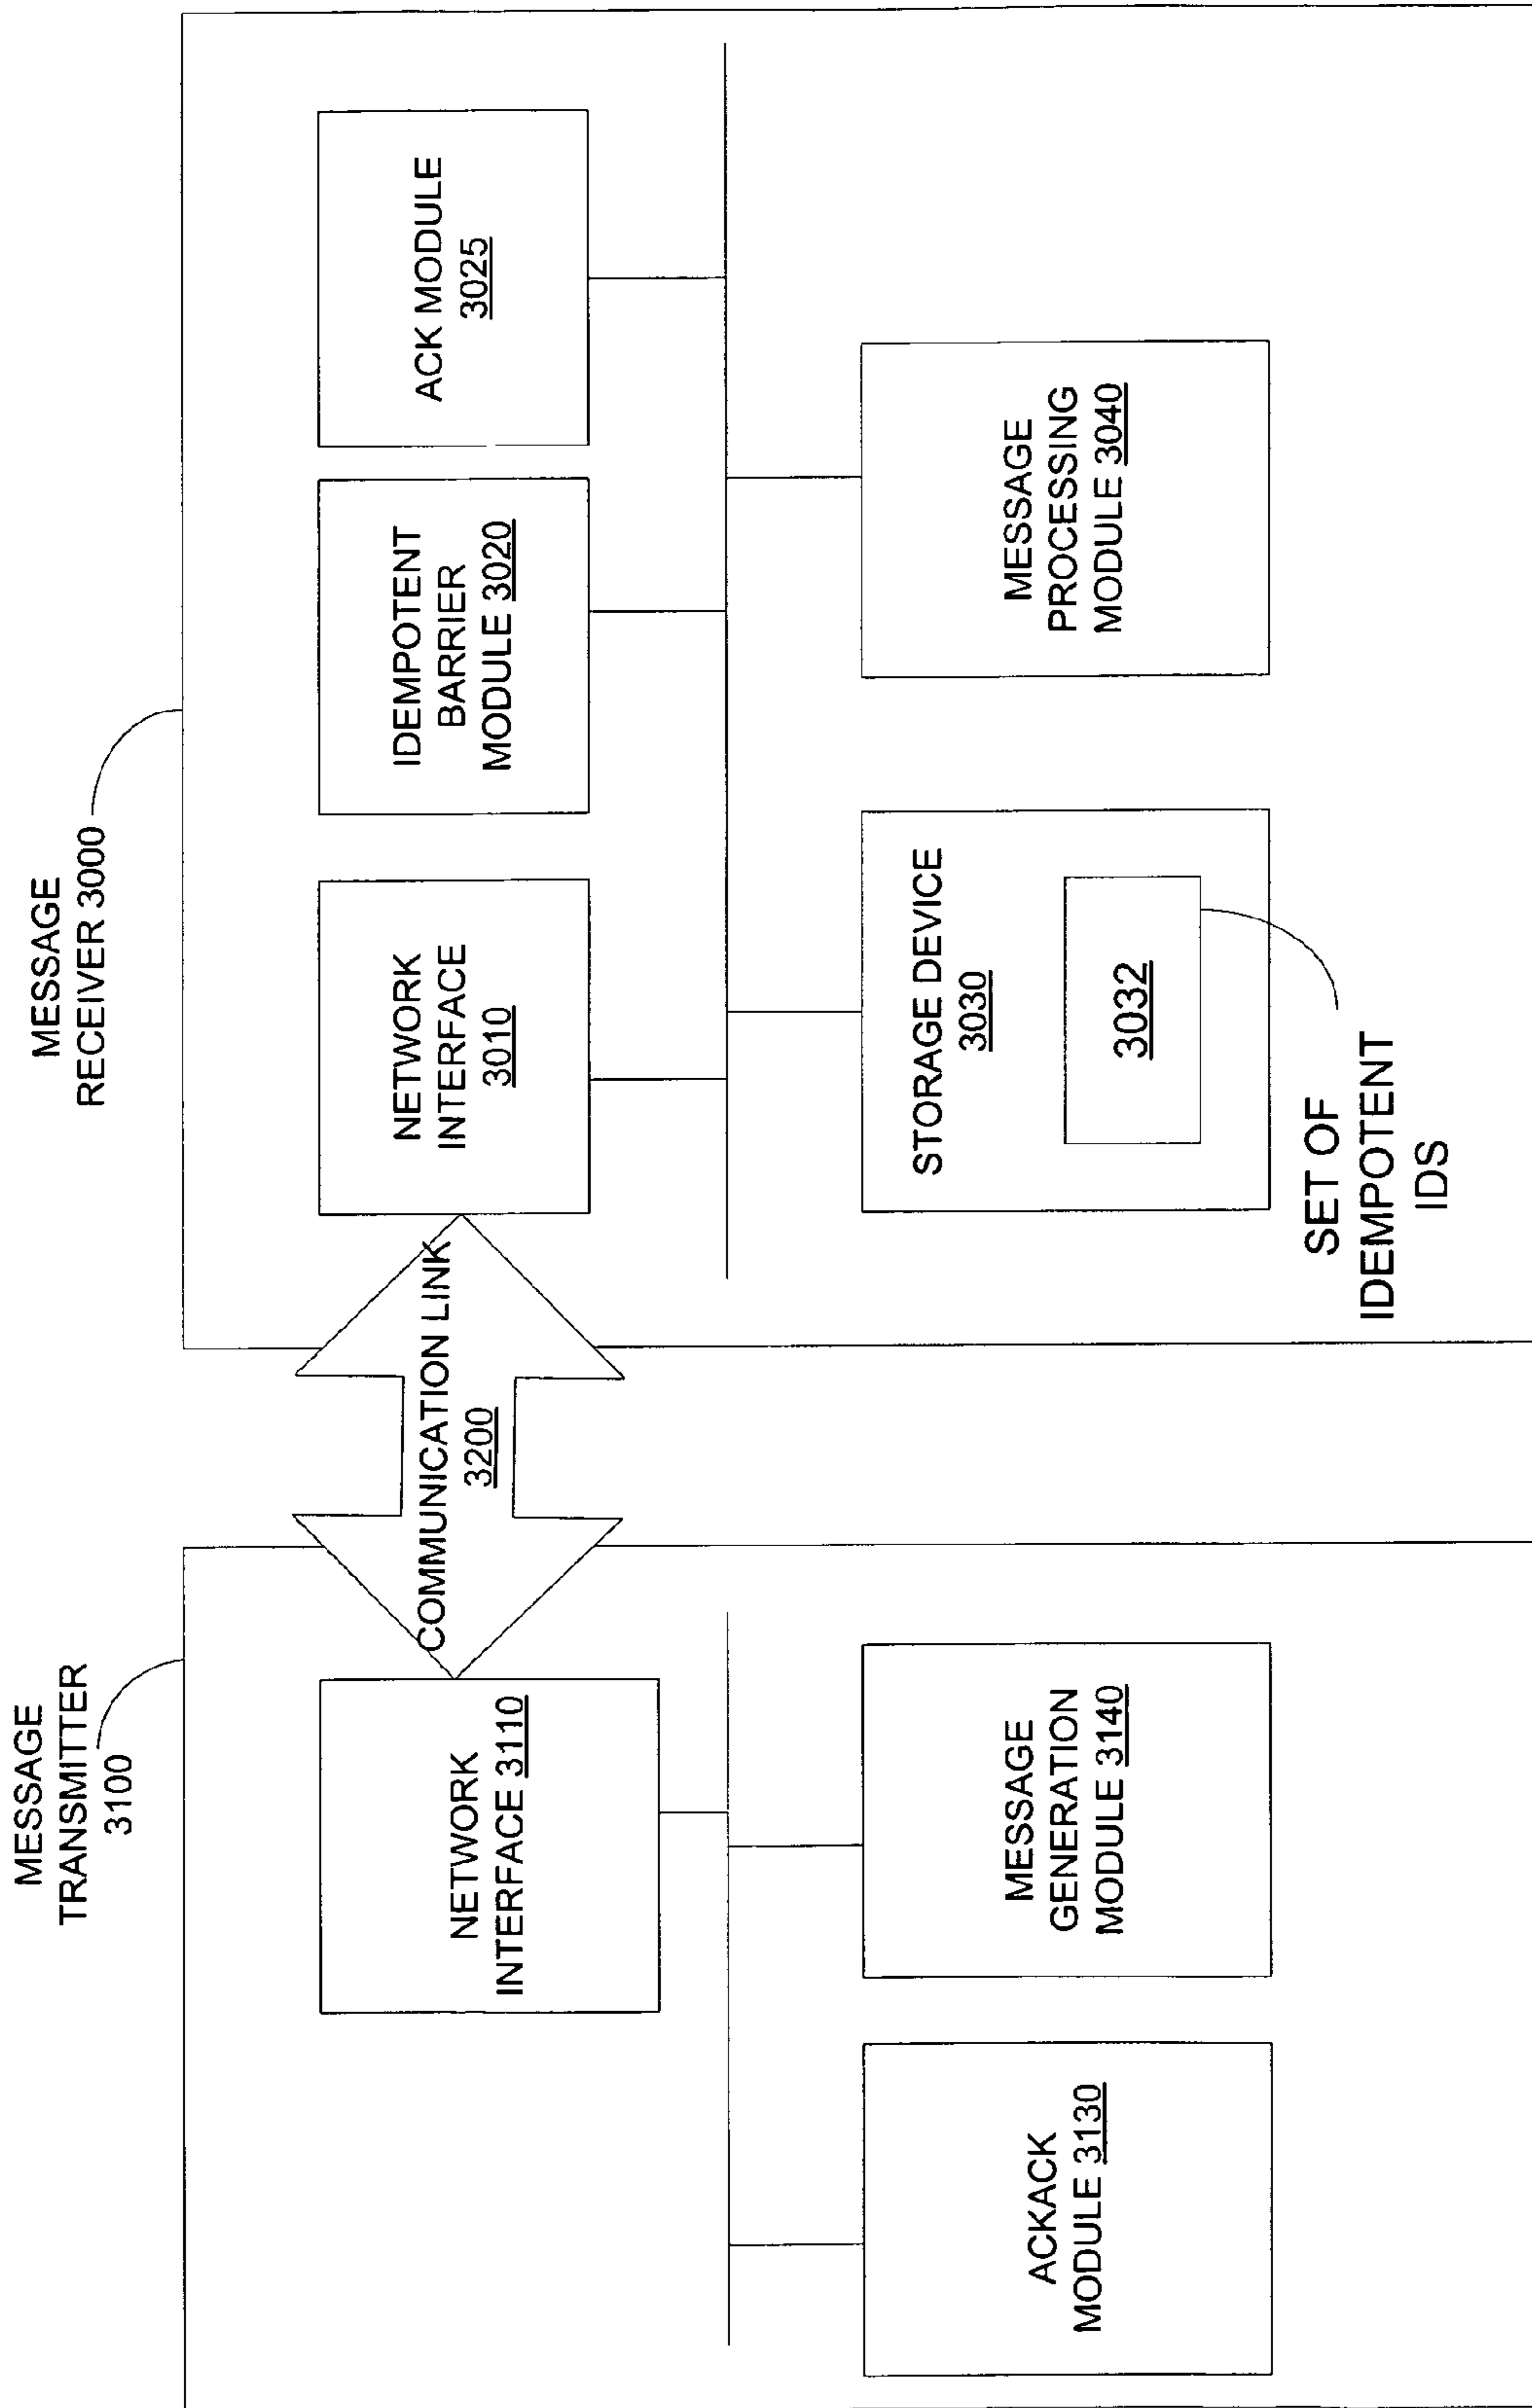 MESSAGE
TRANSMITTER
3100
NETWORK
INTERFACE 3110
ACKACK
MODULE 3130
MESSAGE
GENERATION
MODULE 3140
COMMUNICATION LINK
3200
MESSAGE
RECEIVER 3000
NETWORK
INTERFACE
3010
IDEMPOTENT
BARRIER
MODULE 3020
ACK MODULE
3025
STORAGE DEVICE
3030
3032
SET OF
IDEMPOTENT
IDS
MESSAGE
PROCESSING
MODULE 3040